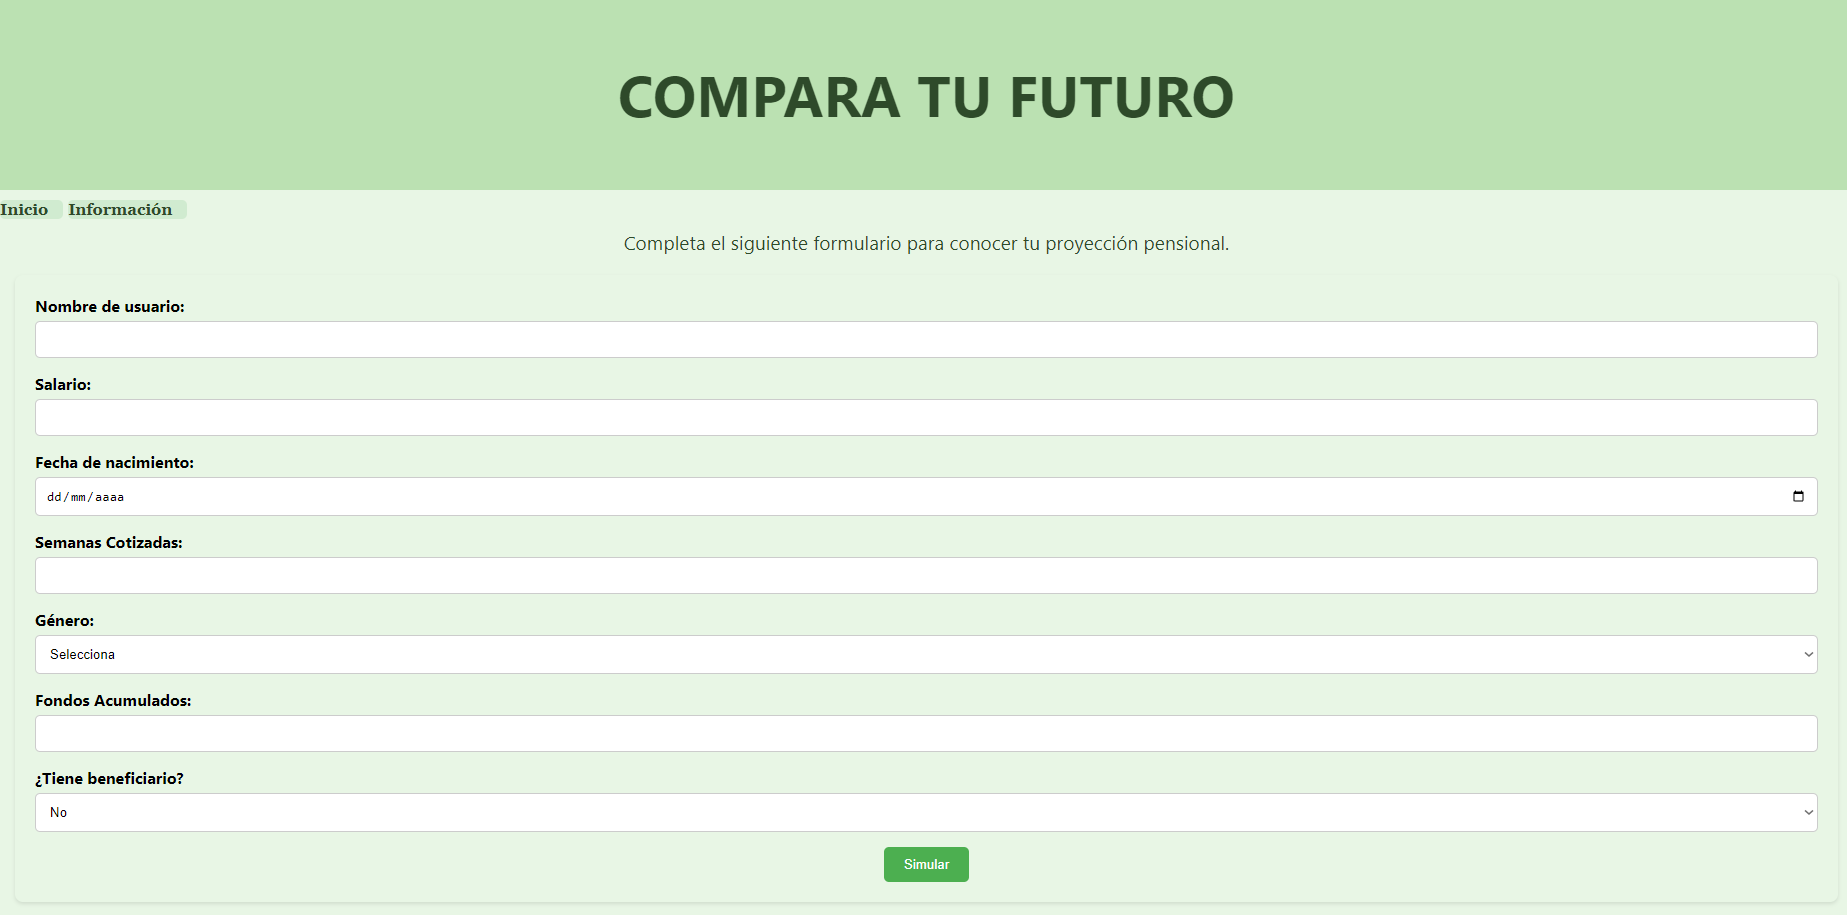 COMPARA TU FUTURO
Inicio Información
Completa el siguiente formulario para conocer tu proyección pensional.
Nombre de usuario:
Salario:
Fecha de nacimiento:
dd/mm/aaaa
Semanas Cotizadas:
Género:
Selecciona
Fondos Acumulados:
¿Tiene beneficiario?
No
Simular